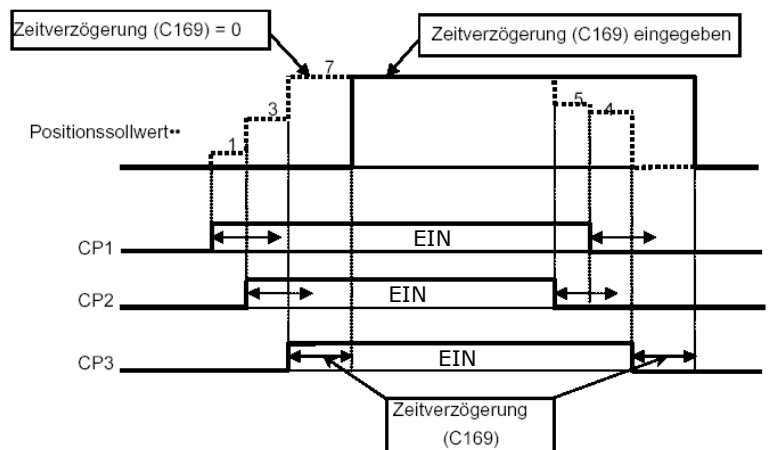 Zeitverzögerung (C169) = 0
Zeitverzögerung (C169) eingegeben
7
3
5
4
1
Positionssollwert••
EIN
CP1
EIN
CP2
EIN
CP3
Zeitverzögerung
(C169)